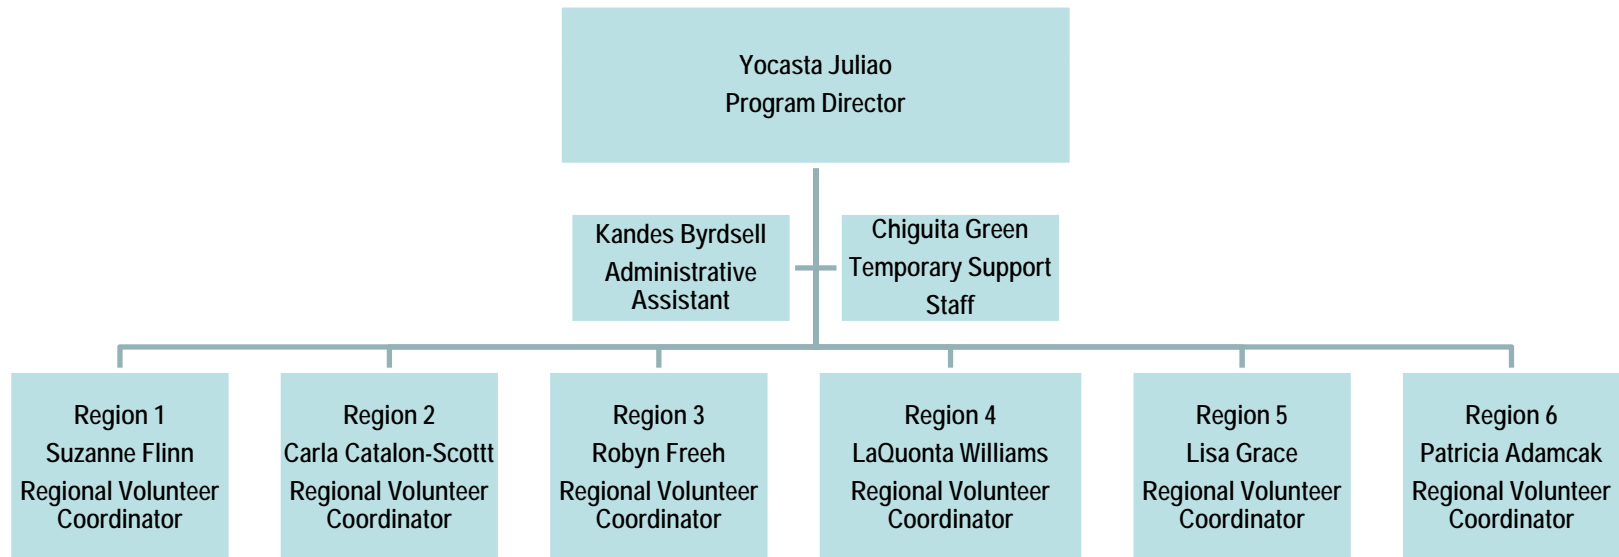 Yocasta Juliao
Program Director
Kandes Byrdsell
Administrative
Assistant
Chiguita Green
Temporary Support
Staff
Region 1
Suzanne Flinn
Regional Volunteer
Coordinator
Region 2
Carla Catalon-Scottt
Regional Volunteer
Coordinator
Region 3
Robyn Freeh
Regional Volunteer
Coordinator
Region 4
LaQuonta Williams
Regional Volunteer
Coordinator
Region 5
Lisa Grace
Regional Volunteer
Coordinator
Region 6
Patricia Adamcak
Regional Volunteer
Coordinator